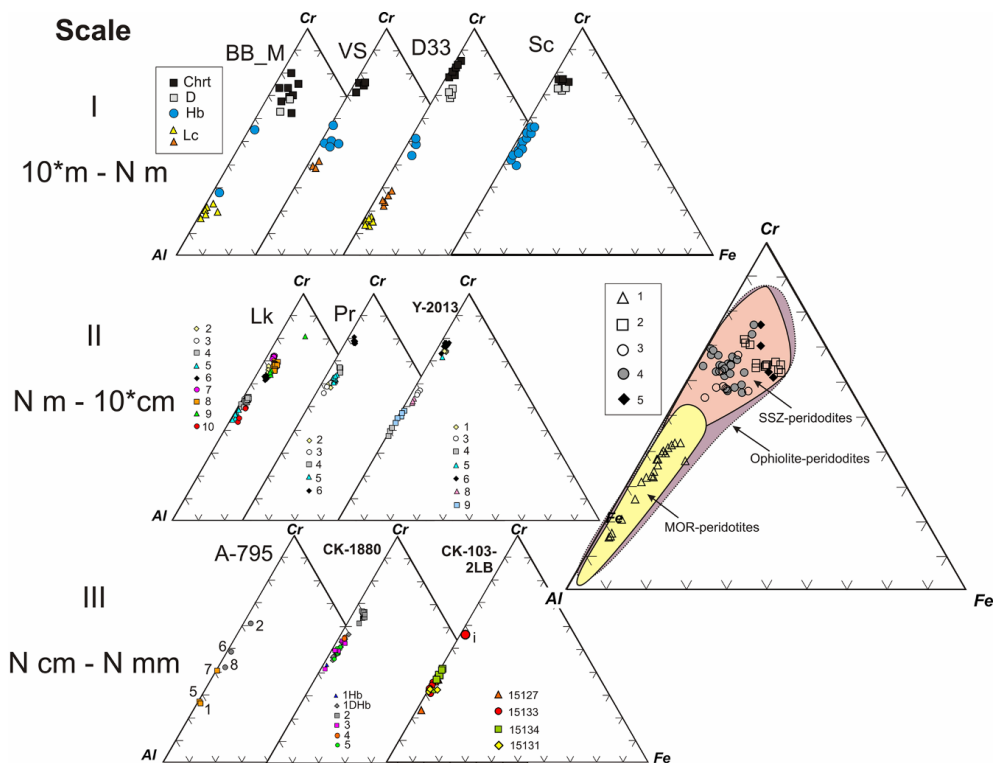 Scale
I
10*m - N m
BB_M
VS
D33
Sc
Cr
Cr
Cr
Cr
Chrt
D
Hb
Lc
Al
Fe
II
N m - 10*cm
Lk
Pr
Y-2013
Cr
Cr
Cr
2
3
4
5
6
7
8
9
10
2
3
4
5
6
1
3
4
5
6
8
9
Al
Fe
III
N cm - N mm
A-795
CK-1880
CK-103-
2LB
Cr
Cr
Cr
2
6
7
8
5
1
1Hb
1DHb
2
3
4
5
i
15127
15133
15134
15131
Al
Fe
Cr
1
2
3
4
5
SSZ-peridodites
Ophiolite-peridodites
MOR-peridotites
Al
Fe